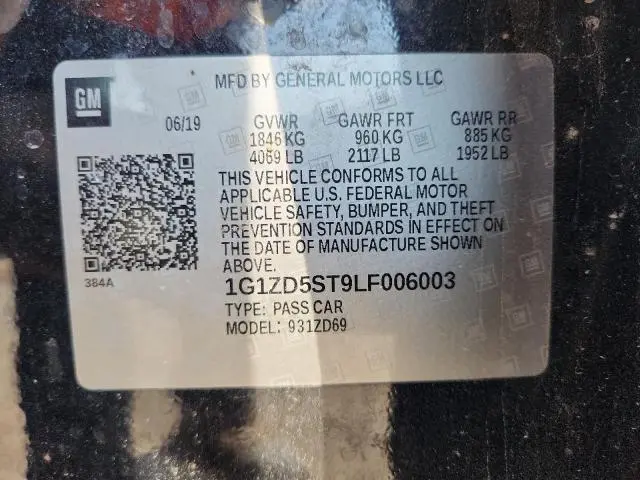 GM
MFD BY GENERAL MOTORS LLC
06/19 GVWR GAWR FRT GAWR RR
1846 KG 960 KG 885 KG
4069 LB 2117 LB 1952 LB
THIS VEHICLE CONFORMS TO ALL
APPLICABLE U.S. FEDERAL MOTOR
VEHICLE SAFETY, BUMPER, AND THEFT
PREVENTION STANDARDS IN EFFECT ON
THE DATE OF MANUFACTURE SHOWN
ABOVE.
384A
1G1ZD5ST9LF006003
TYPE: PASS CAR
MODEL: 931ZD69